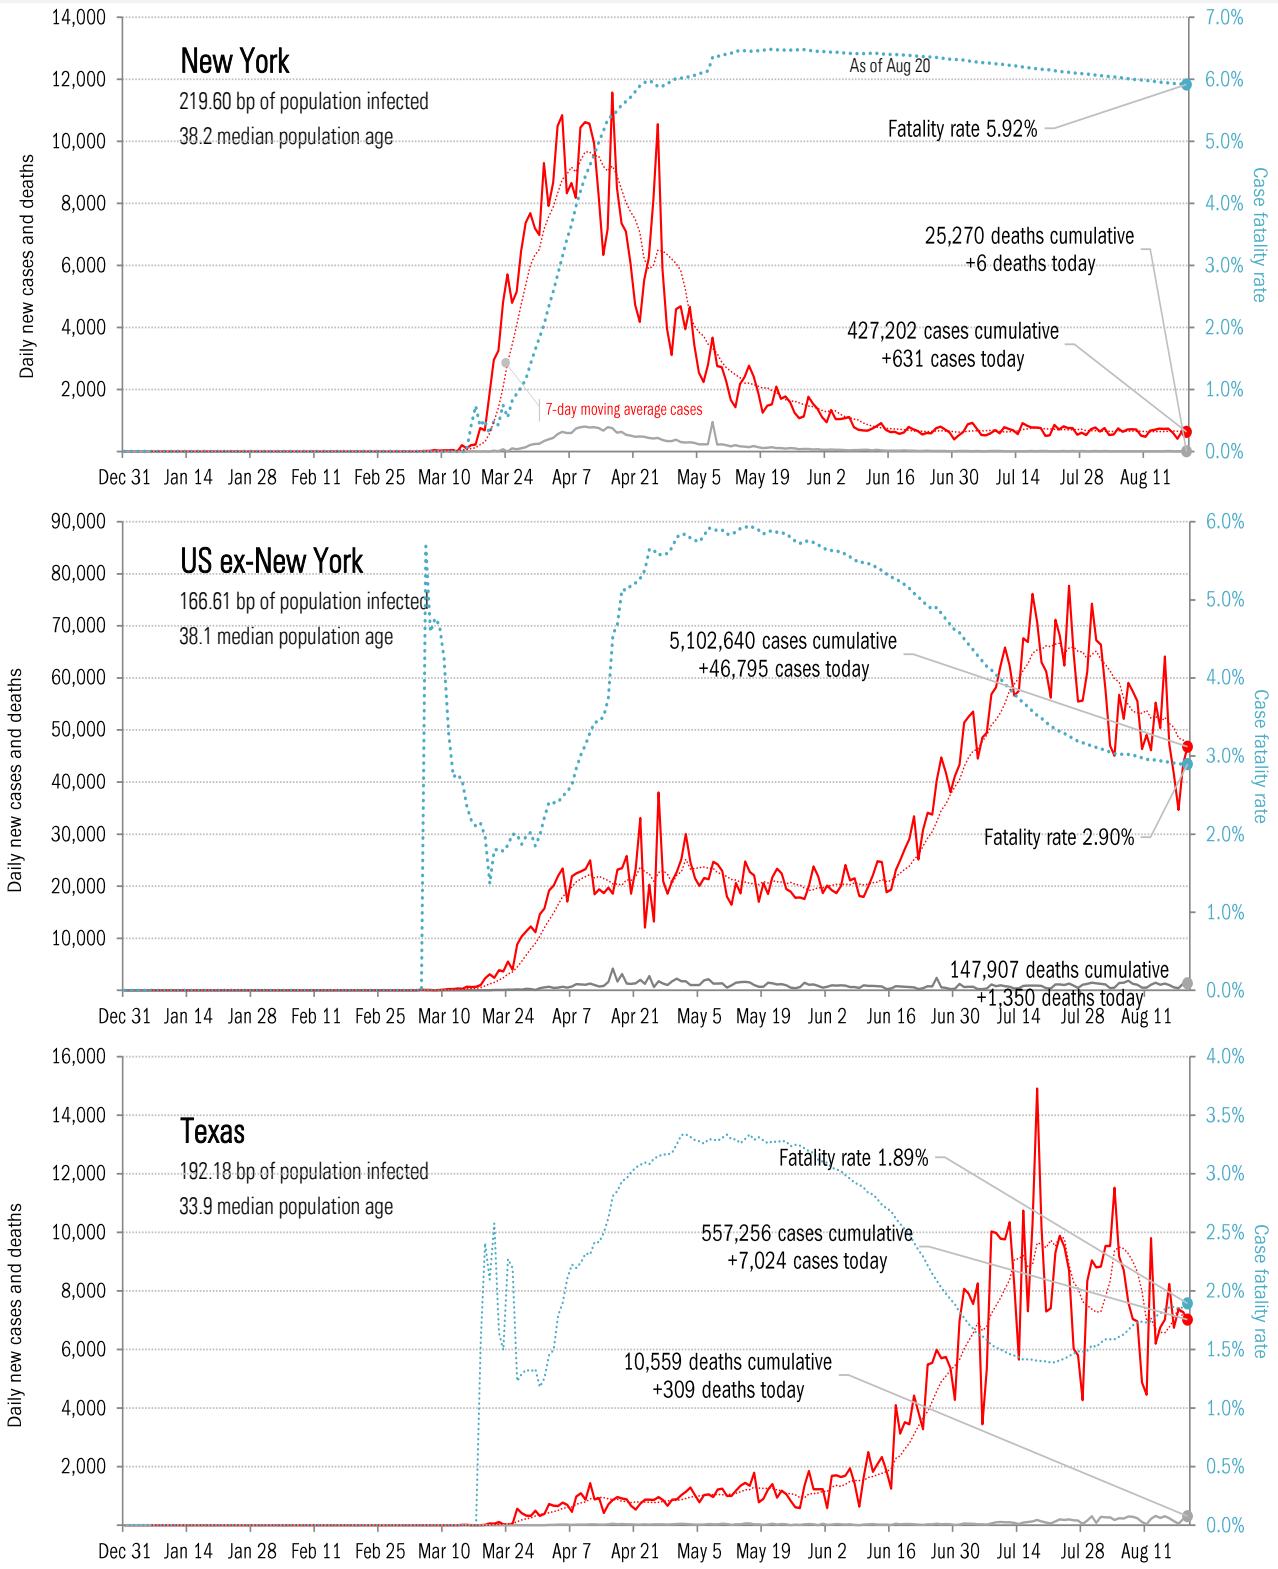 14,000
7.0%
New York
As of Aug 20
12,000
6.0%
219.60 bp of population infected
Fatality rate 5.92%
38.2 median population age
10,000
5.0%
Daily new cases and deaths
Case fatality rate
8,000
4.0%
25,270 deaths cumulative
+6 deaths today
6,000
3.0%
427,202 cases cumulative
+631 cases today
4,000
2.0%
2,000
1.0%
7-day moving average cases
0.0%
Dec 31 Jan 14 Jan 28 Feb 11 Feb 25 Mar 10 Mar 24 Apr 7 Apr 21 May 5 May 19 Jun 2 Jun 16 Jun 30 Jul 14 Jul 28 Aug 11
90,000
6.0%
US ex-New York
80,000
166.61 bp of population infected
5.0%
70,000
38.1 median population age
5,102,640 cases cumulative
+46,795 cases today
60,000
4.0%
Daily new cases and deaths
Case fatality rate
50,000
3.0%
40,000
Fatality rate 2.90%
30,000
2.0%
20,000
1.0%
10,000
147,907 deaths cumulative
+1,350 deaths today
0.0%
Dec 31 Jan 14 Jan 28 Feb 11 Feb 25 Mar 10 Mar 24 Apr 7 Apr 21 May 5 May 19 Jun 2 Jun 16 Jun 30 Jul 14 Jul 28 Aug 11
16,000
4.0%
14,000
3.5%
Texas
Fatality rate 1.89%
192.18 bp of population infected
12,000
3.0%
33.9 median population age
557,256 cases cumulative
+7,024 cases today
10,000
2.5%
Daily new cases and deaths
Case fatality rate
8,000
2.0%
6,000
1.5%
10,559 deaths cumulative
+309 deaths today
4,000
1.0%
2,000
0.5%
0.0%
Dec 31 Jan 14 Jan 28 Feb 11 Feb 25 Mar 10 Mar 24 Apr 7 Apr 21 May 5 May 19 Jun 2 Jun 16 Jun 30 Jul 14 Jul 28 Aug 11